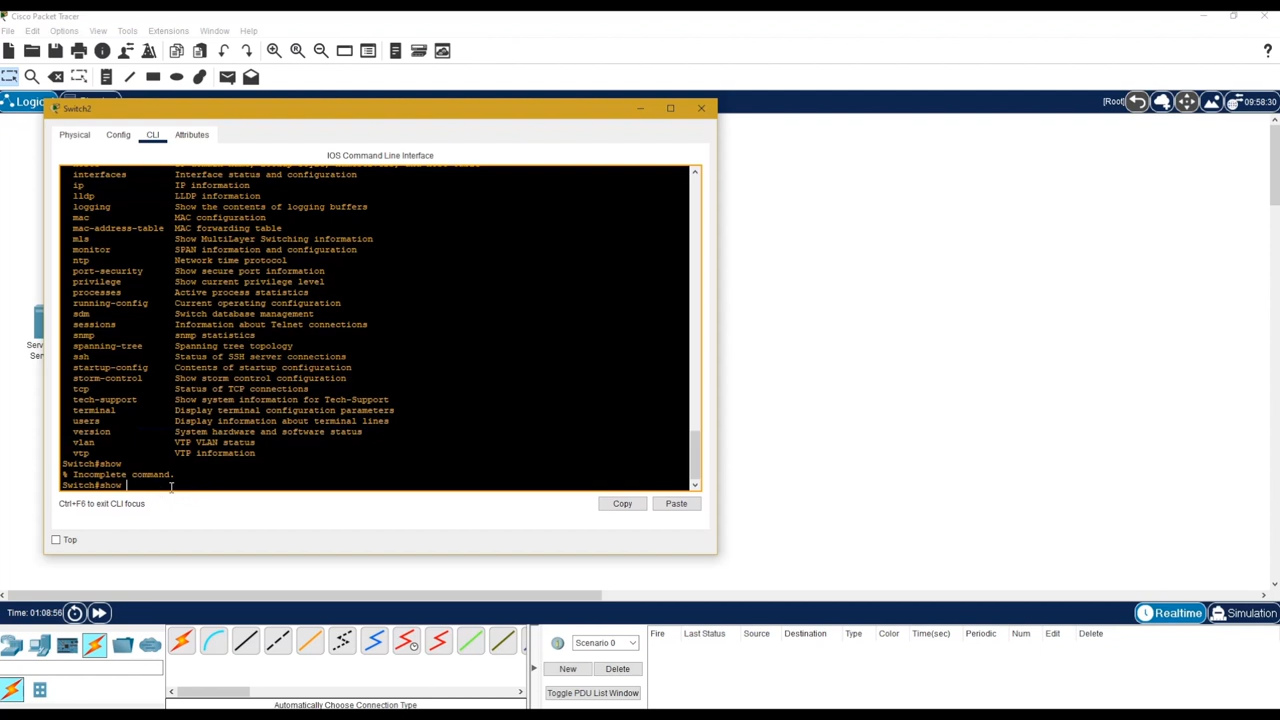 Cisco Packet Tracer
File Edit Options View Tools Extensions Window Help
?
Logic
[Root]
09:58:30
Switch2
Physical Config CLI Attributes
IOS Command Line Interface
interfaces Interface status and configuration
ip IP information
lldp LLDP information
logging Show the contents of logging buffers
mac MAC configuration
mac-address-table MAC forwarding table
mls Show MultiLayer Switching information
monitor SPAN information and configuration
ntp Network time protocol
port-security Show secure port information
privilege Show current privilege level
processes Active process statistics
running-config Current operating configuration
sdm Switch database management
sessions Information about Telnet connections
snmp snmp statistics
spanning-tree Spanning tree topology
ssh Status of SSH server connections
startup-config Contents of startup configuration
storm-control Show storm control configuration
tcp Status of TCP connections
tech-support Show system information for Tech-Support
terminal Display terminal configuration parameters
users Display information about terminal lines
version System hardware and software status
vlan VTP VLAN status
vtp VTP information
Switch#show
% Incomplete command.
Switch#show
Ctrl+F6 to exit CLI focus
Copy Paste
Top
Serv
Ser
Time: 01:08:56
Realtime Simulation
Scenario 0
New Delete
Toggle PDU List Window
Fire Last Status Source Destination Type Color Time(sec) Periodic Num Edit Delete
Automatically Choose Connection Type